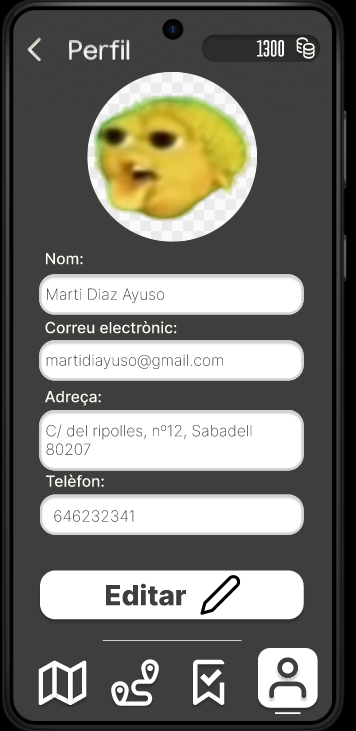 Perfil
1300
Nom:
Marti Diaz Ayuso
Correu electrònic:
martidiayuso@gmail.com
Adreça:
C/ del ripolles, nº12, Sabadell
80207
Telèfon:
646232341
Editar